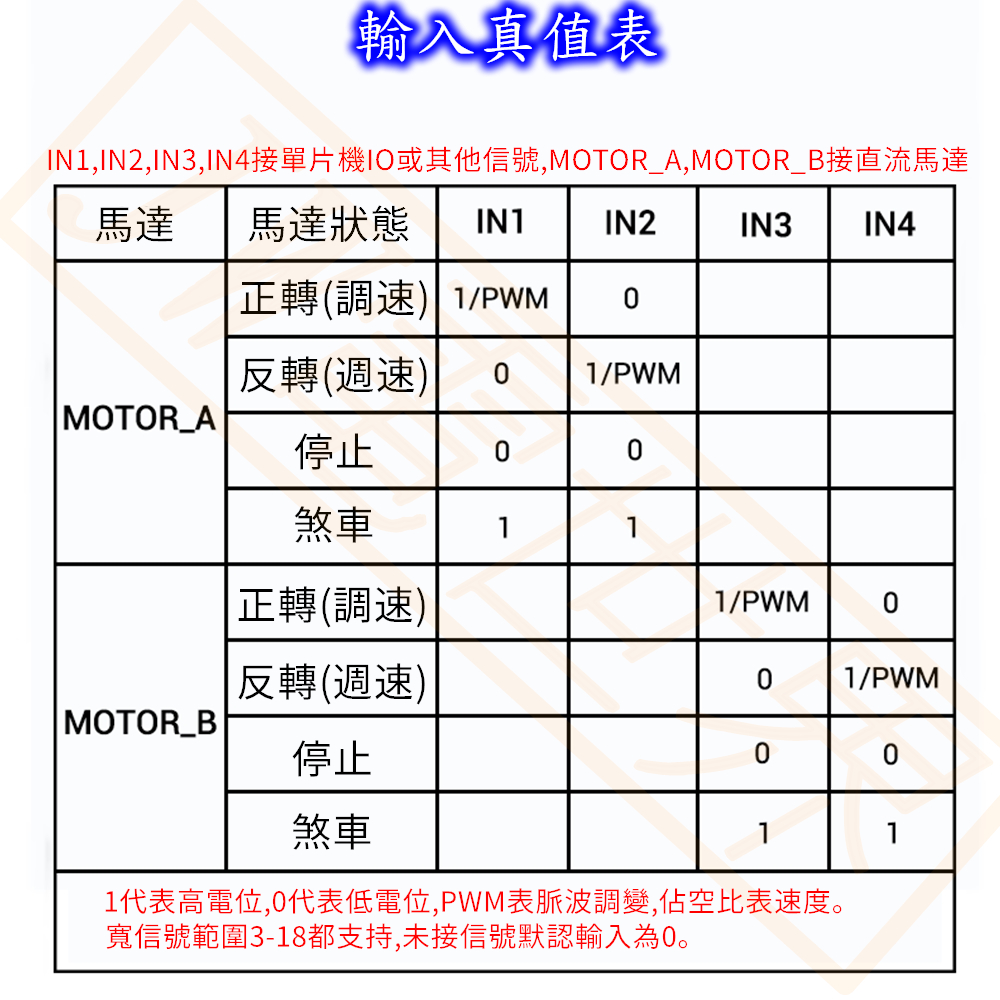 輸入真值表
IN1,IN2,IN3,IN4接單片機IO或其他信號,MOTOR_A,MOTOR_B接直流馬達
馬達 馬達狀態 IN1 IN2 IN3 IN4
MOTOR_A
正轉(調速) 1/PWM 0
反轉(週速) 0 1/PWM
停止 0 0
煞車 1 1
MOTOR_B
正轉(調速) 1/PWM 0
反轉(週速) 0 1/PWM
停止 0 0
煞車 1 1
1代表高電位,0代表低電位,PWM表脈波調變,佔空比表速度。
寬信號範圍3-18都支持,未接信號默認輸入為0。